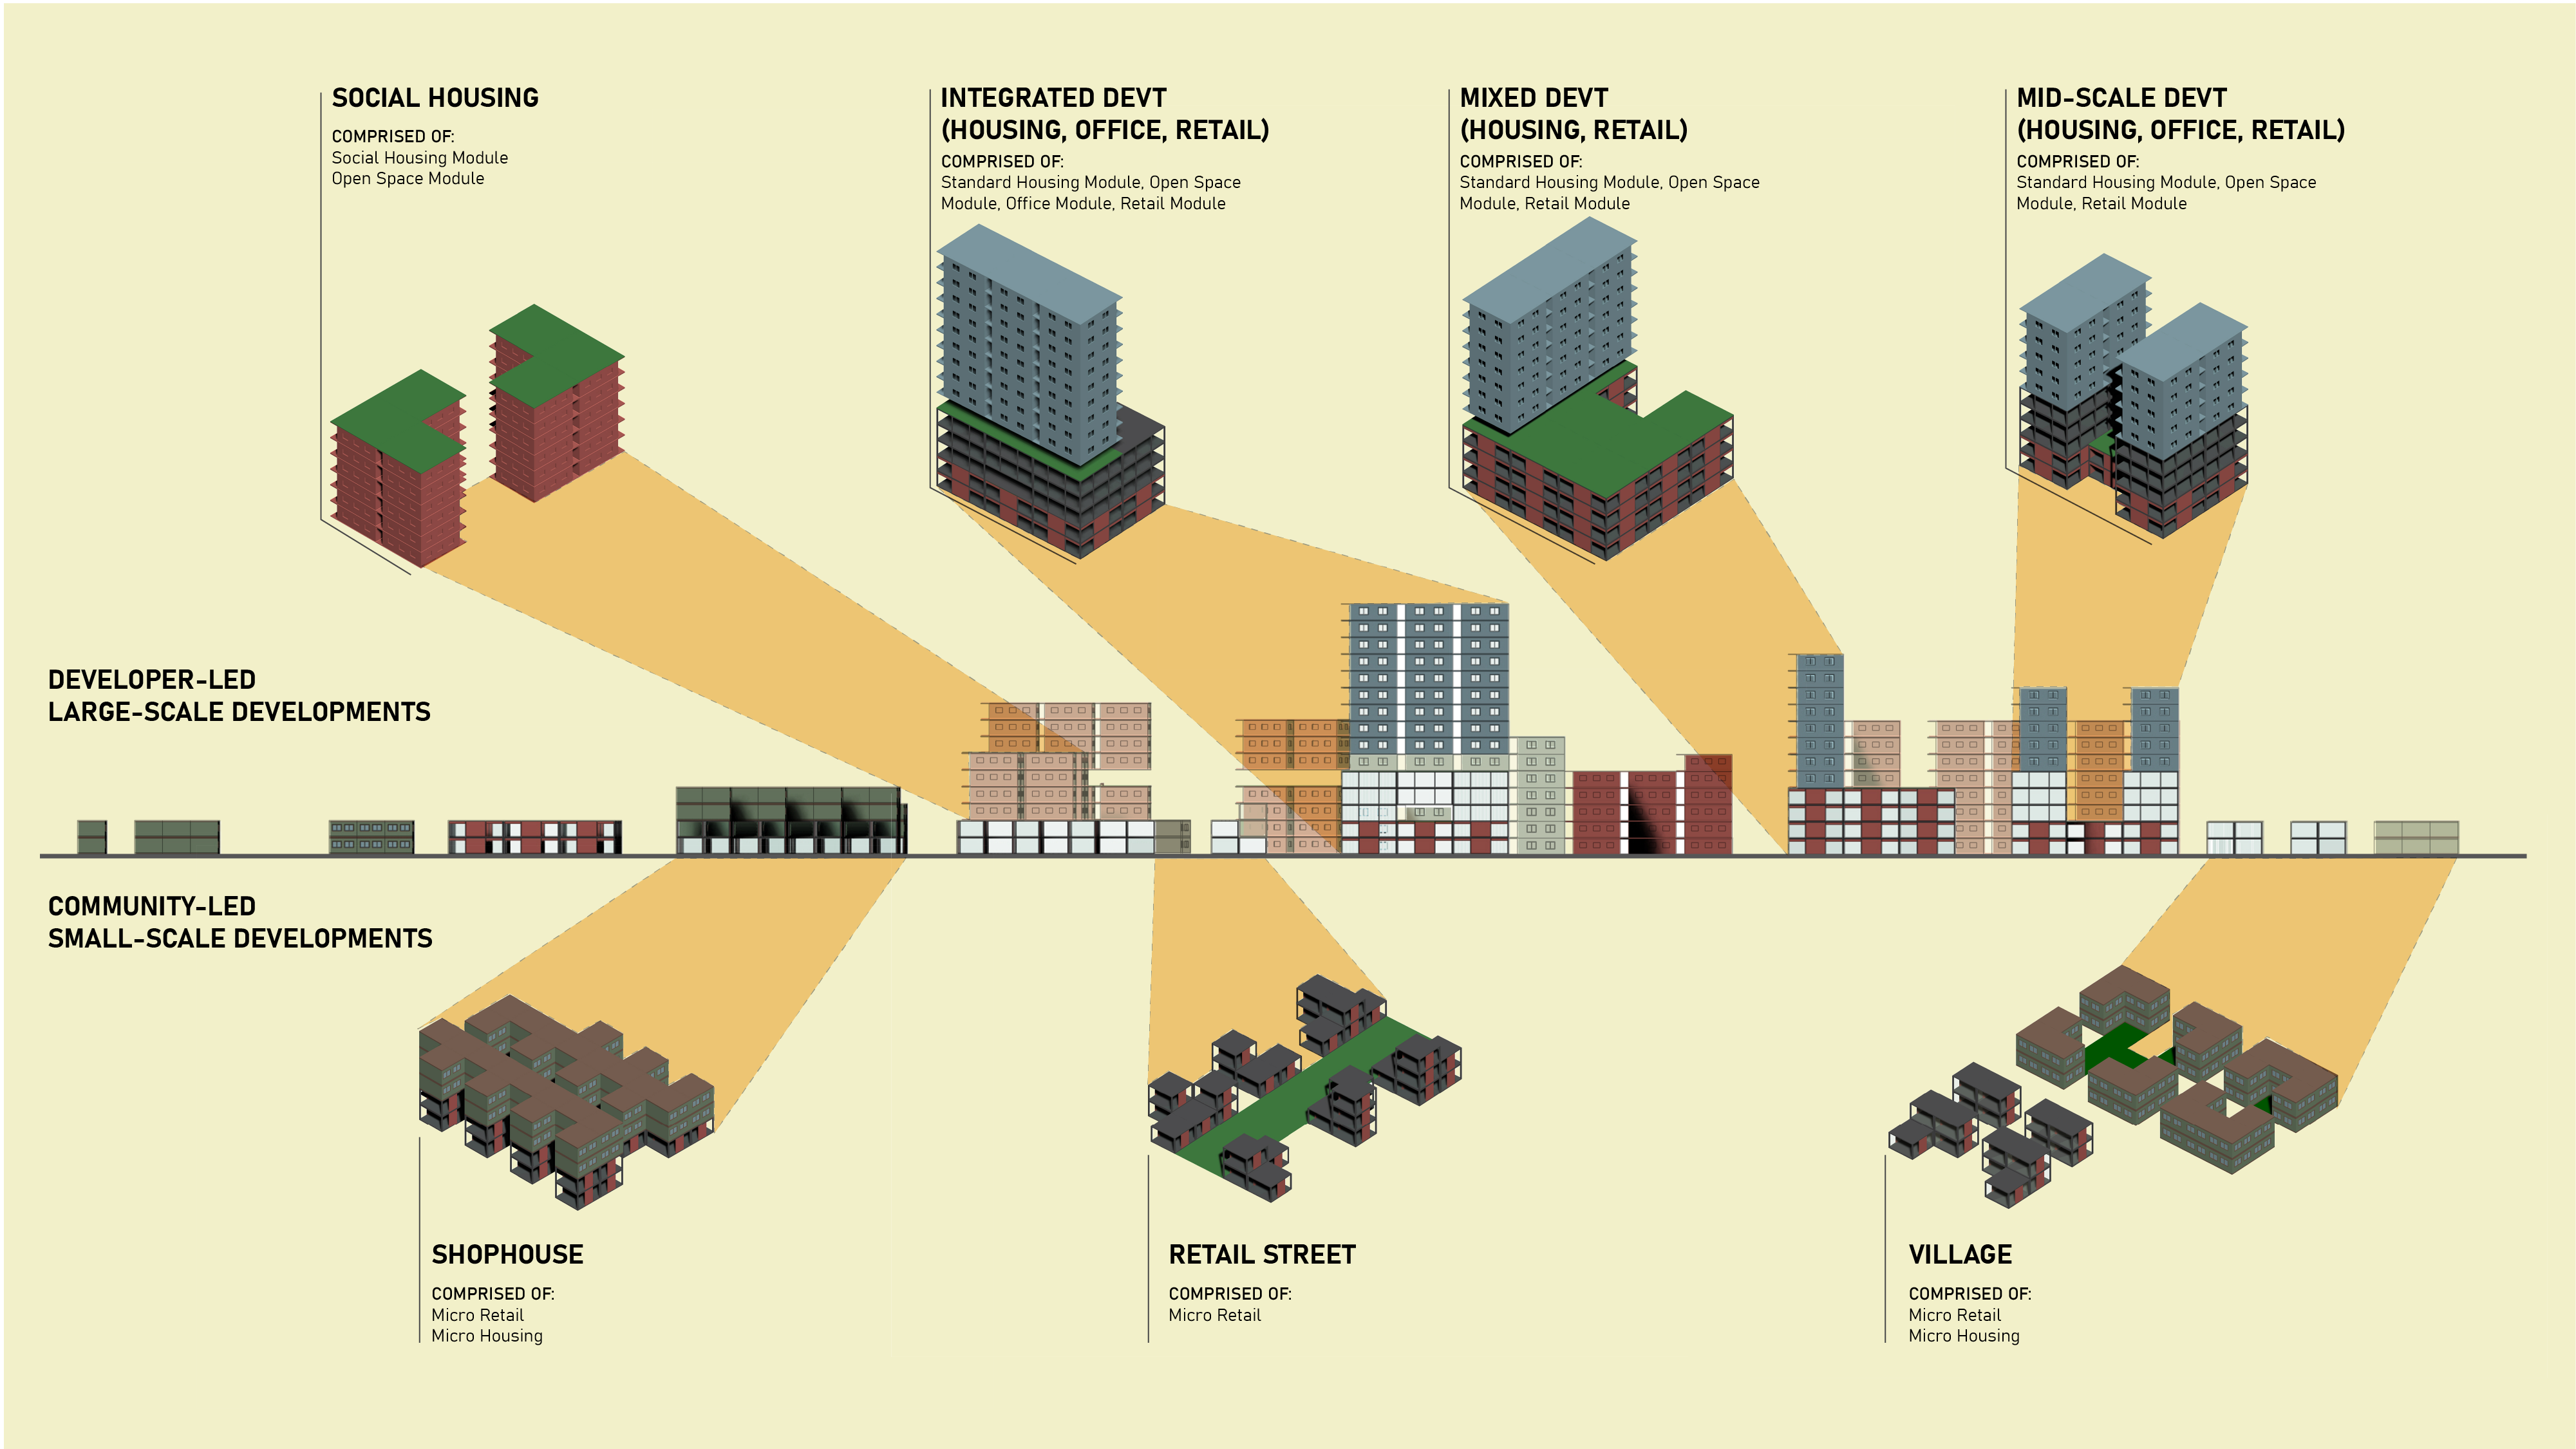 SOCIAL HOUSING
COMPRISED OF:
Social Housing Module
Open Space Module
INTEGRATED DEVT
(HOUSING, OFFICE, RETAIL)
COMPRISED OF:
Standard Housing Module, Open Space
Module, Office Module, Retail Module
MIXED DEVT
(HOUSING, RETAIL)
COMPRISED OF:
Standard Housing Module, Open Space
Module, Retail Module
MID-SCALE DEVT
(HOUSING, OFFICE, RETAIL)
COMPRISED OF:
Standard Housing Module, Open Space
Module, Retail Module
DEVELOPER-LED
LARGE-SCALE DEVELOPMENTS
COMMUNITY-LED
SMALL-SCALE DEVELOPMENTS
SHOPHOUSE
COMPRISED OF:
Micro Retail
Micro Housing
RETAIL STREET
COMPRISED OF:
Micro Retail
VILLAGE
COMPRISED OF:
Micro Retail
Micro Housing